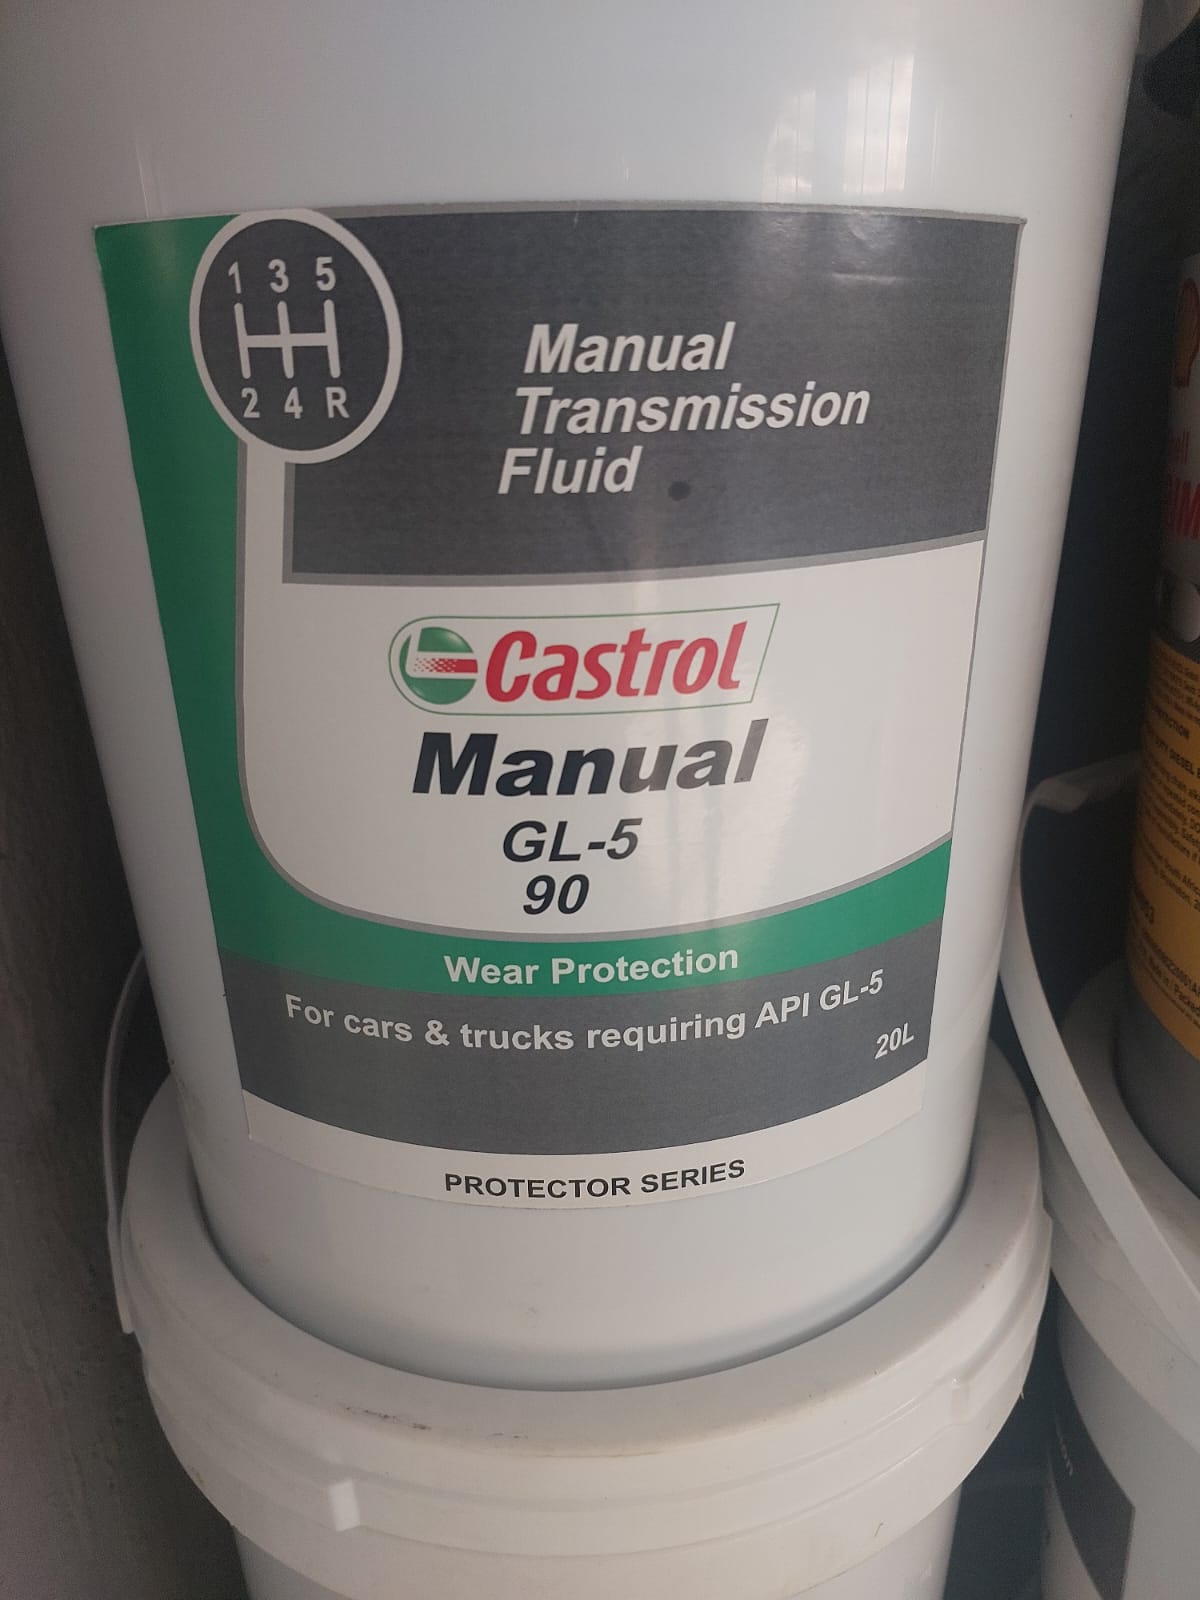 1 3 5
2 4 R
Manual
Transmission
Fluid
Castrol
Manual
GL-5
90
Wear Protection
For cars & trucks requiring API GL-5
20L
PROTECTOR SERIES